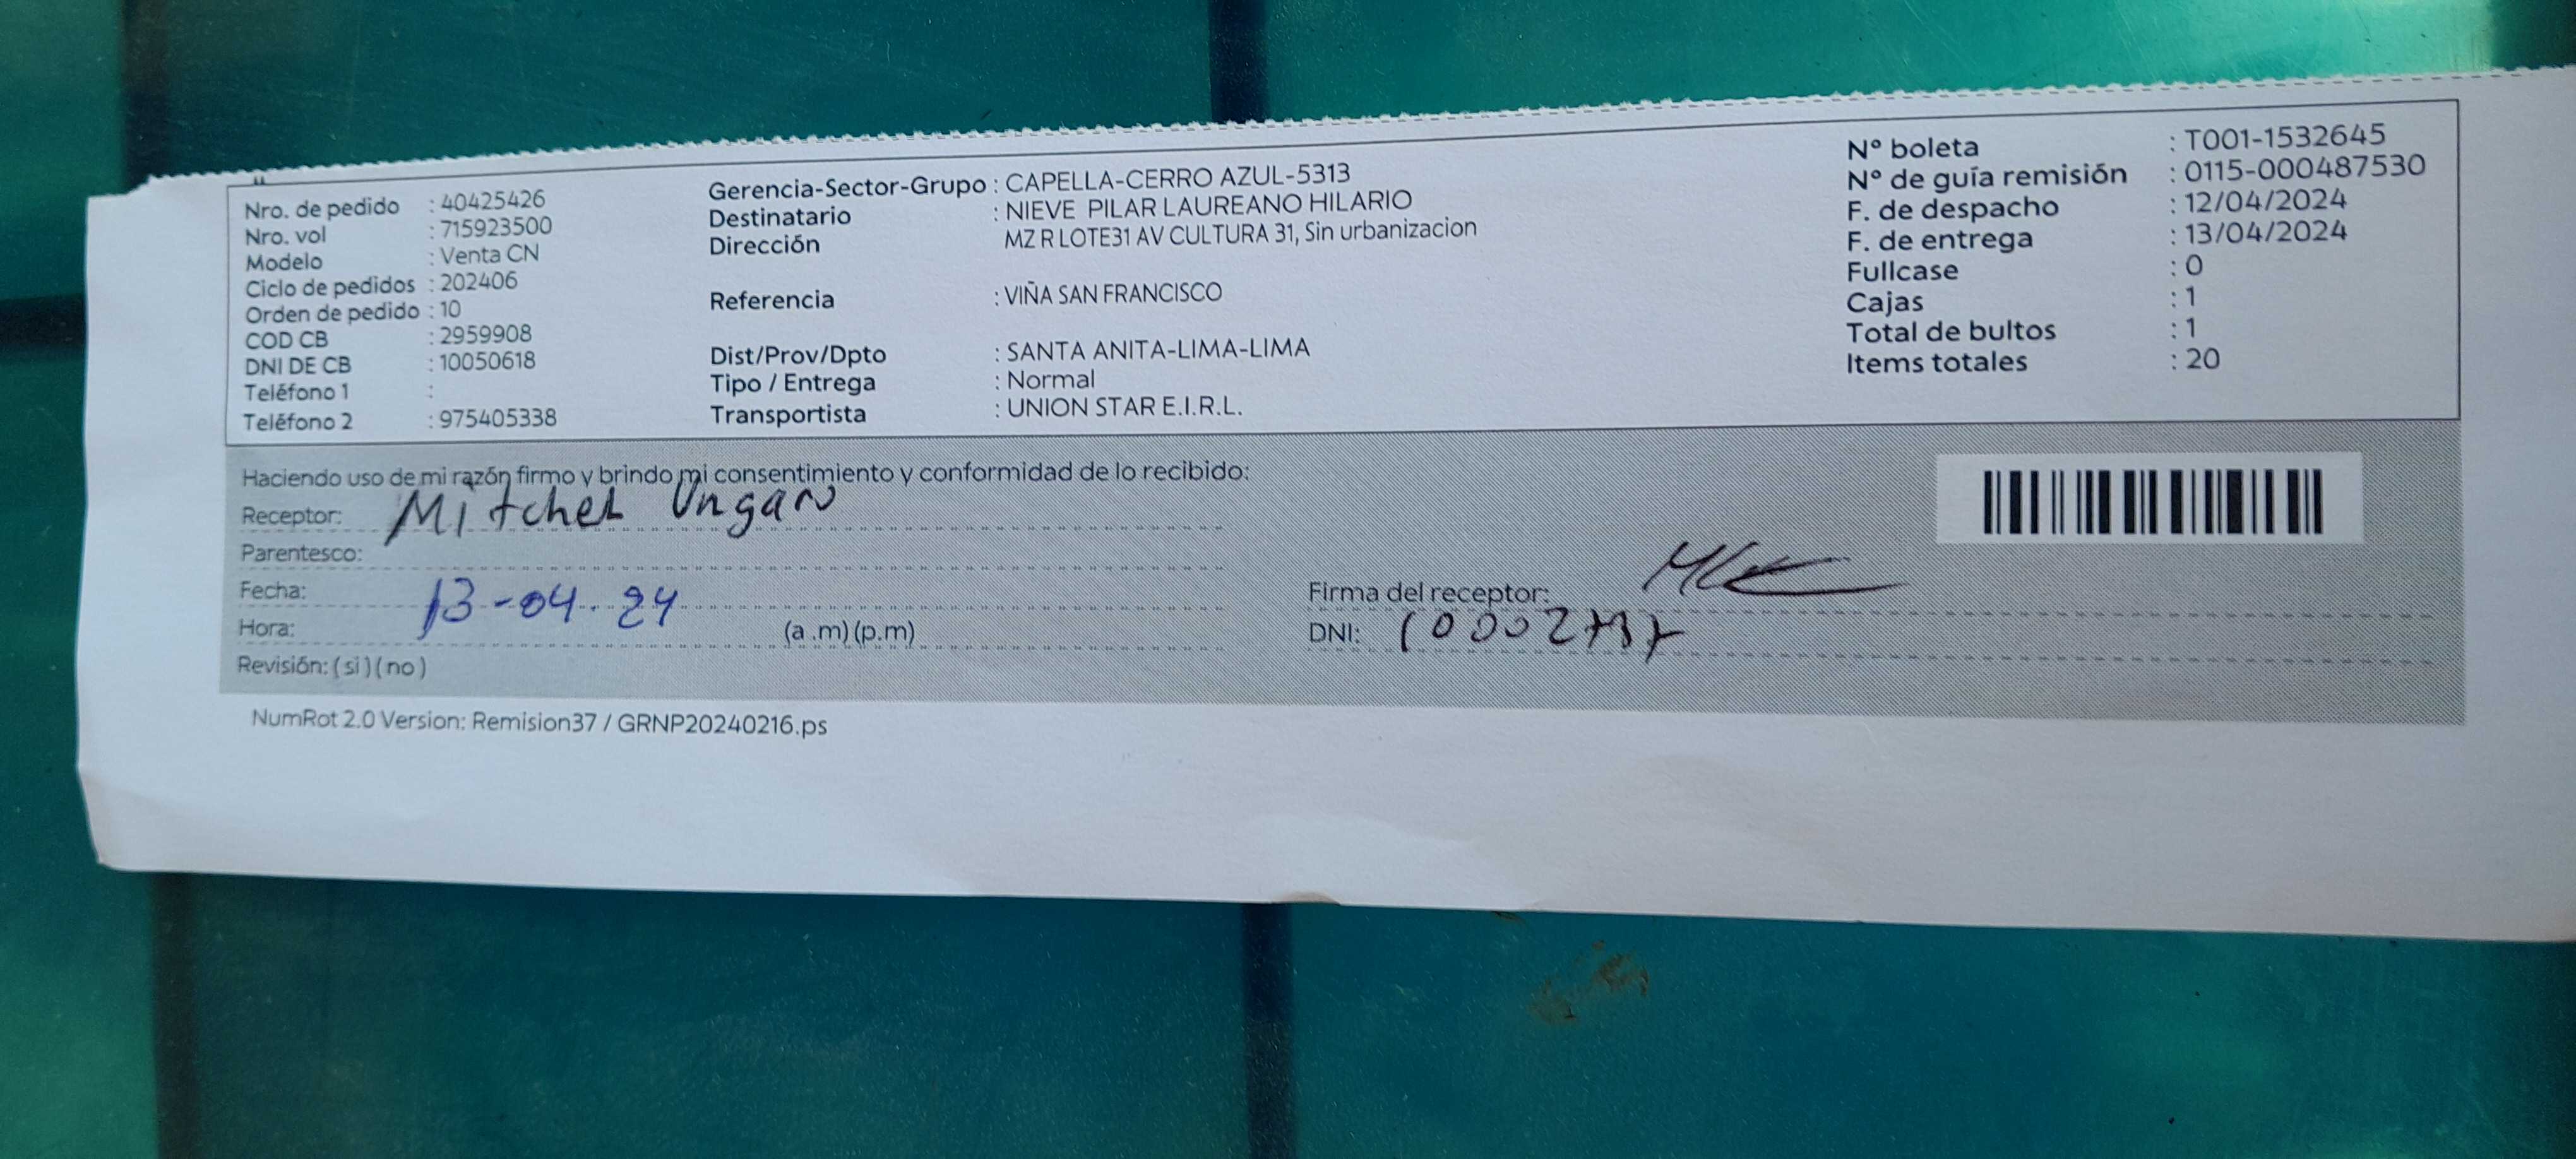 Nro. de pedido : 40425426
Nro. vol : 715923500
Modelo : Venta CN
Ciclo de pedidos : 202406
Orden de pedido : 10
COD CB : 2959908
DNI DE CB : 10050618
Teléfono 1 :
Teléfono 2 : 975405338
Gerencia-Sector-Grupo : CAPELLA-CERRO AZUL-5313
Destinatario : NIEVE PILAR LAUREANO HILARIO
Dirección MZ R LOTE31 AV CULTURA 31, Sin urbanizacion
Referencia : VIÑA SAN FRANCISCO
Dist/Prov/Dpto : SANTA ANITA-LIMA-LIMA
Tipo / Entrega : Normal
Transportista : UNION STAR E.I.R.L.
N° boleta : T001-1532645
N° de guía remisión : 0115-000487530
F. de despacho : 12/04/2024
F. de entrega : 13/04/2024
Fullcase : 0
Cajas : 1
Total de bultos : 1
Items totales : 20
Haciendo uso de mi razón firmo y brindo mi consentimiento y conformidad de lo recibido:
Receptor: Mitchel Ungan
Parentesco:
Fecha: 13-04.24
Hora: (a .m) (p.m)
Revisión: ( si ) ( no )
Firma del receptor:
DNI:
NumRot 2.0 Version: Remision37 / GRNP20240216.ps